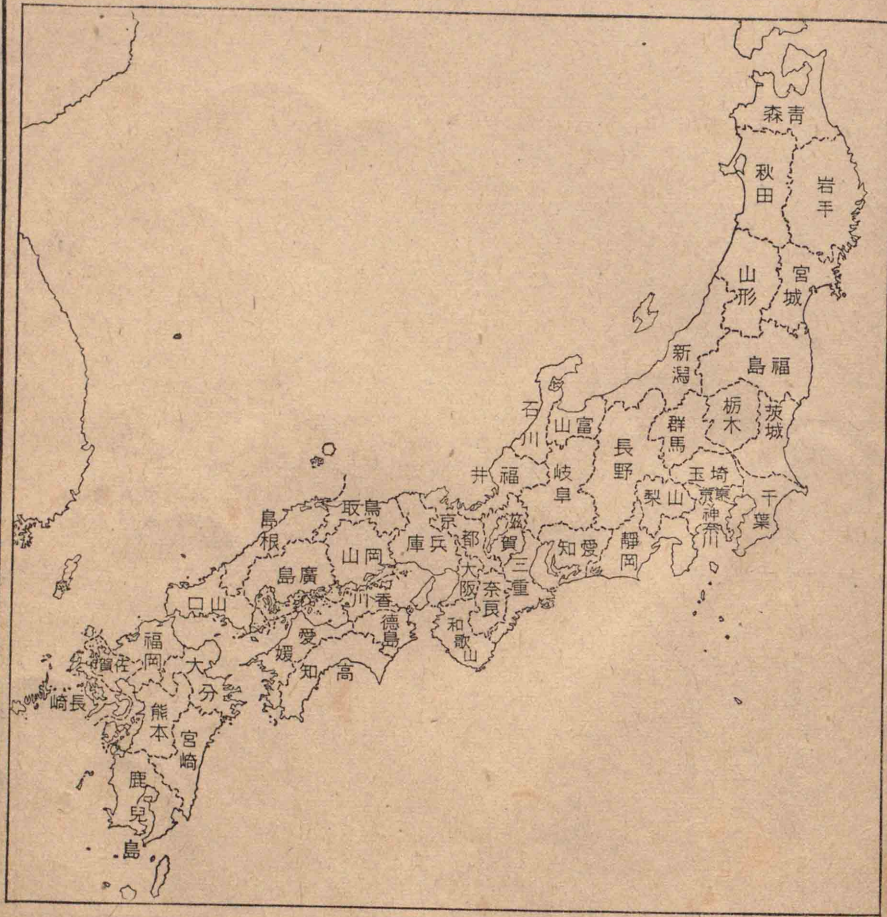 青森
秋田
岩手
山形
宮城
新潟
福島
石川
富山
群馬
栃木
茨城
長野
福井
岐阜
埼玉
東京
山梨
神奈川
千葉
鳥取
島根
京都
兵庫
滋賀
岡山
愛知
靜岡
三重
大阪
奈良
廣島
香川
山口
德島
和歌山
愛媛
高知
福岡
佐賀
大分
長崎
熊本
宮崎
鹿兒島